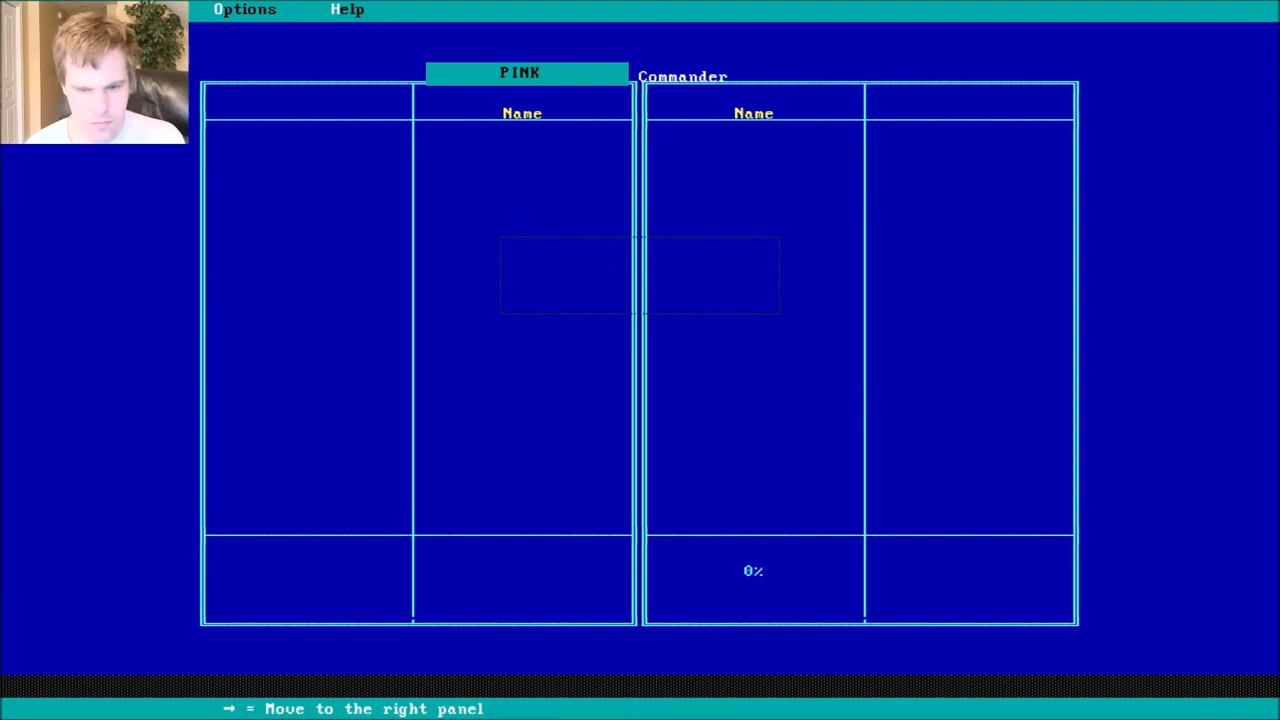 Options Help
PINK Commander
Name Name
0%
→ = Move to the right panel